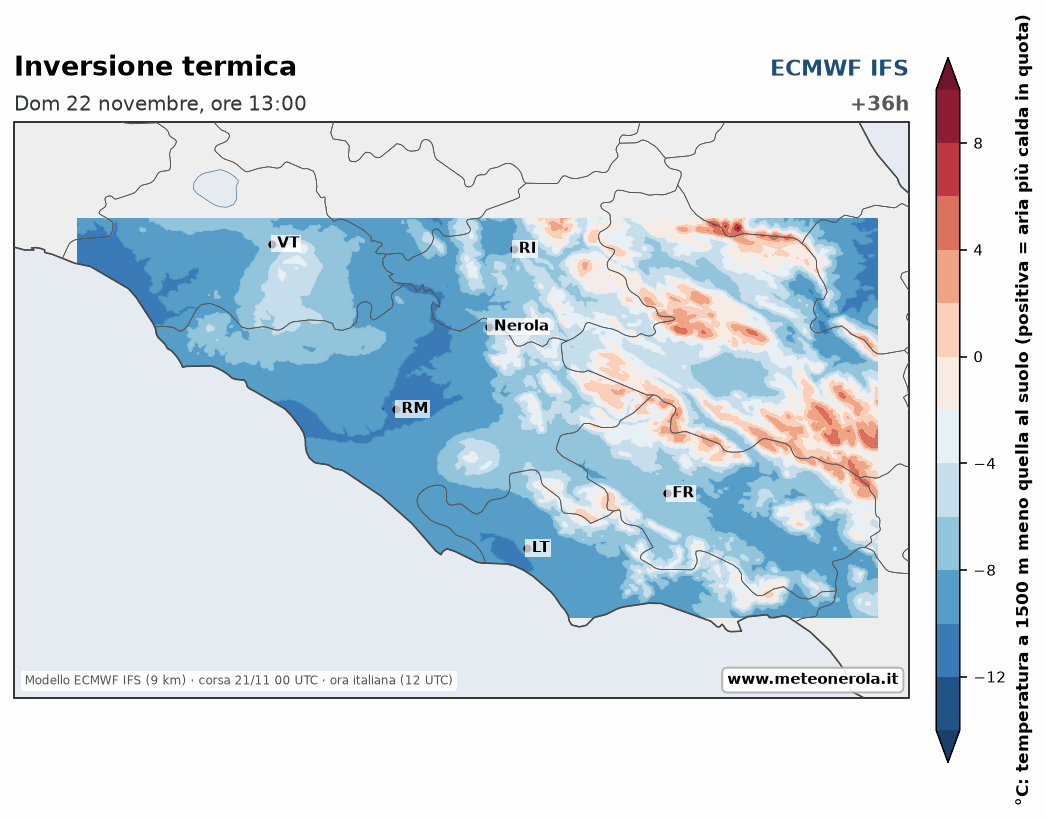 Inversione termica
ECMWF IFS
Dom 22 novembre, ore 13:00
+36h
VT
RI
Nerola
RM
FR
LT
Modello ECMWF IFS (9 km) · corsa 21/11 00 UTC · ora italiana (12 UTC)
www.meteonerola.it
8
4
0
−4
−8
−12
°C: temperatura a 1500 m meno quella al suolo (positiva = aria più calda in quota)